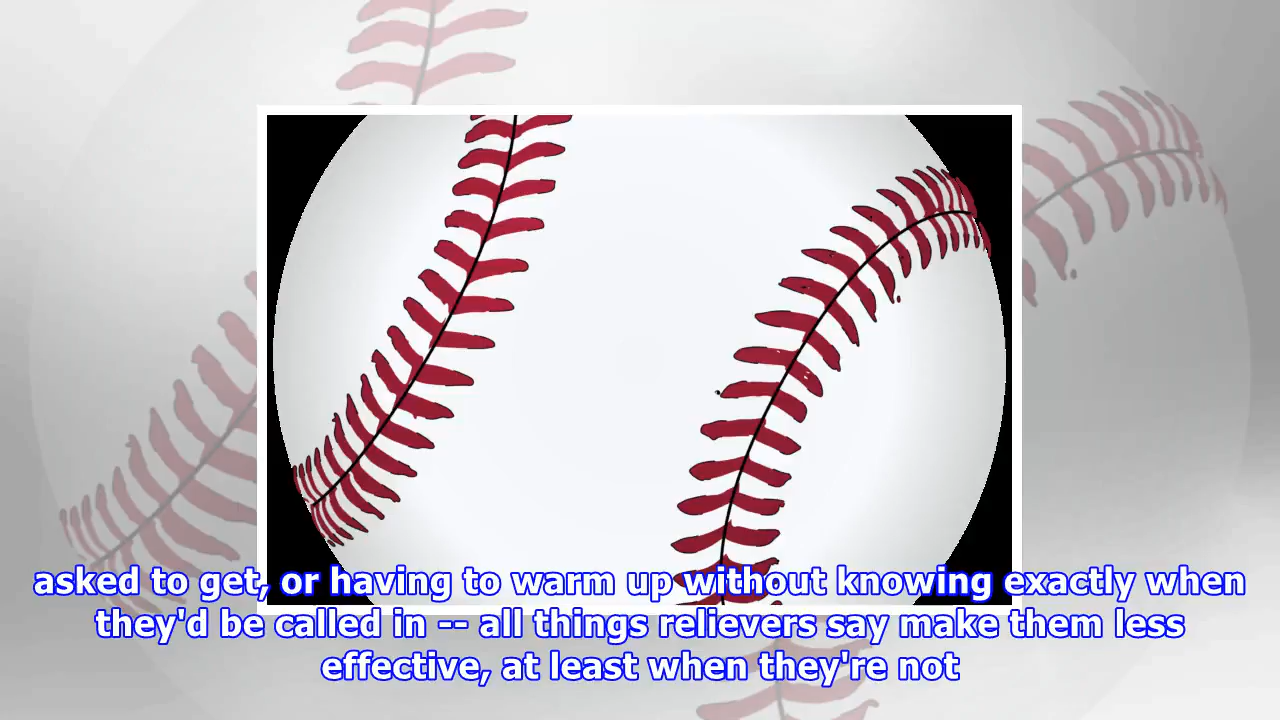 asked to get, or having to warm up without knowing exactly when
they'd be called in -- all things relievers say make them less
effective, at least when they're not